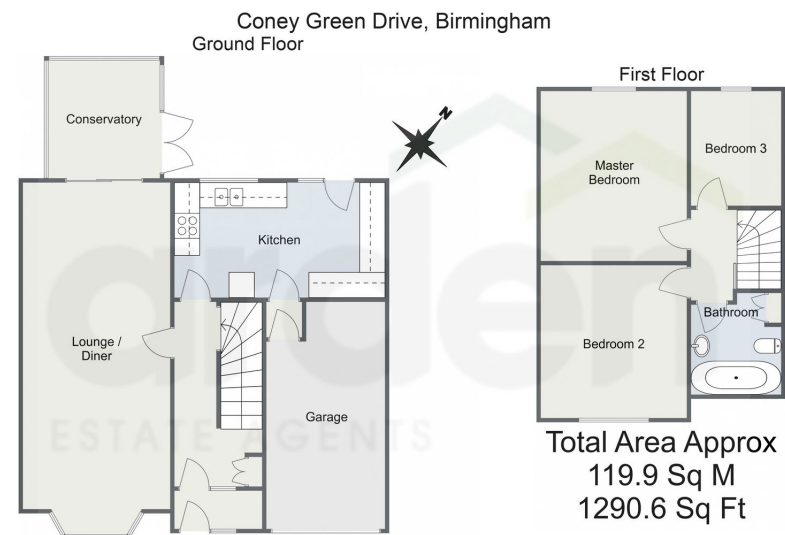 Coney Green Drive, Birmingham
Ground Floor
First Floor
Conservatory
Kitchen
Lounge /
Diner
Garage
Master
Bedroom
Bedroom 3
Bedroom 2
Bathroom
N
arden
ESTATE AGENTS
Total Area Approx
119.9 Sq M
1290.6 Sq Ft